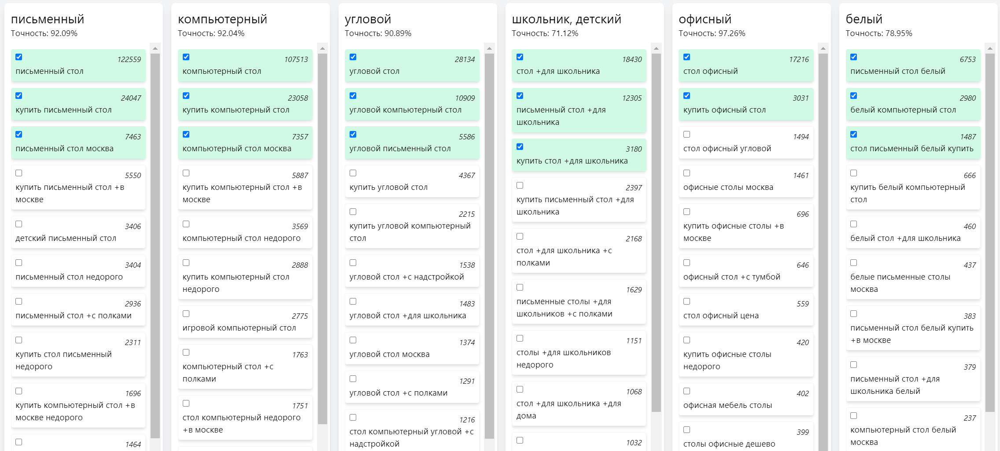 письменный
Точность: 92.09%
122559
письменный стол
24047
купить письменный стол
7463
письменный стол москва
5550
купить письменный стол +в
москве
3406
детский письменный стол
3404
письменный стол недорого
2936
письменный стол +с полками
2311
купить стол письменный
недорого
1696
купить компьютерный стол +в
москве недорого
1464
компьютерный
Точность: 92.04%
107513
компьютерный стол
23058
купить компьютерный стол
7357
компьютерный стол москва
5887
купить компьютерный стол +в
москве
3569
компьютерный стол недорого
2888
купить компьютерный стол
недорого
2775
игровой компьютерный стол
1763
компьютерный стол +с
полками
1751
стол компьютерный недорого
+в москве
угловой
Точность: 90.89%
28134
угловой стол
10909
угловой компьютерный стол
5586
угловой письменный стол
4367
купить угловой стол
2215
купить угловой компьютерный
стол
1538
угловой стол +с надстройкой
1483
угловой стол +для школьника
1374
угловой стол москва
1291
угловой стол +с полками
1216
стол компьютерный угловой +с
надстройкой
школьник, детский
Точность: 71.12%
18430
стол +для школьника
12305
письменный стол +для
школьника
3180
купить стол +для школьника
2397
купить письменный стол +для
школьника
2168
стол +для школьника +с
полками
1629
письменные столы +для
школьников +с полками
1151
столы +для школьников
недорого
1068
стол +для школьника +для
дома
1032
офисный
Точность: 97.26%
17216
стол офисный
3031
купить офисный стол
1494
стол офисный угловой
1461
офисные столы москва
696
купить офисные столы +в
москве
646
офисный стол +с тумбой
559
стол офисный цена
420
купить офисные столы
недорого
402
офисная мебель столы
399
столы офисные дешево
белый
Точность: 78.95%
6753
письменный стол белый
2980
белый компьютерный стол
1487
стол письменный белый купить
666
купить белый компьютерный
стол
460
белый стол +для школьника
437
белые письменные столы
москва
383
письменный стол белый купить
+в москве
379
письменный стол +для
школьника белый
237
компьютерный стол белый
москва